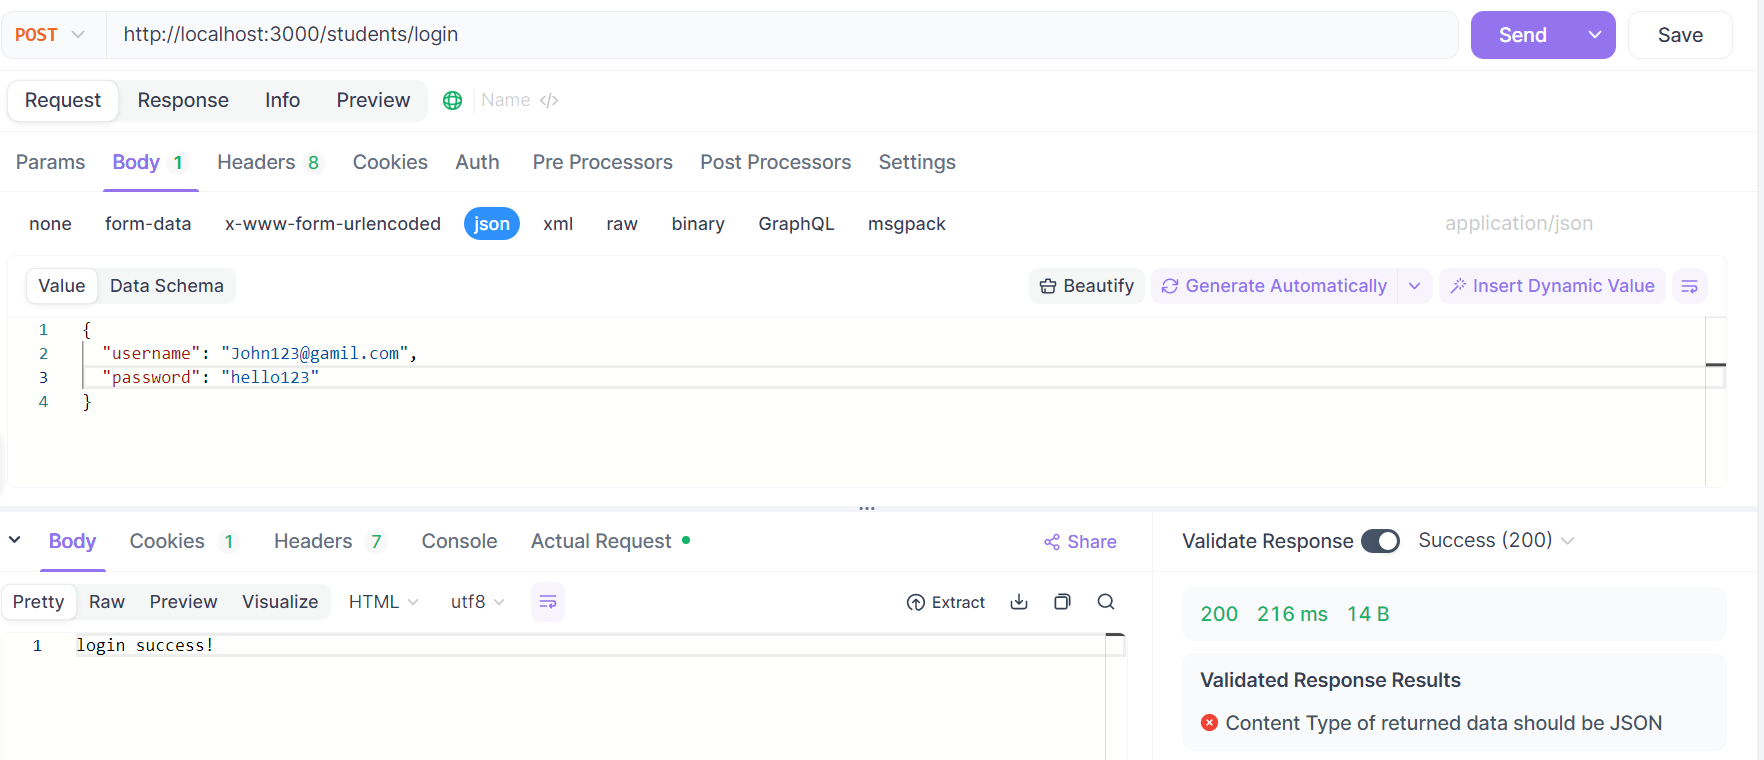 POST http://localhost:3000/students/login Send Save
Request Response Info Preview Name </>
Params Body 1 Headers 8 Cookies Auth Pre Processors Post Processors Settings
none form-data x-www-form-urlencoded json xml raw binary GraphQL msgpack application/json
Value Data Schema Beautify Generate Automatically Insert Dynamic Value
1 {
2 "username": "John123@gamil.com",
3 "password": "hello123"
4 }
Body Cookies 1 Headers 7 Console Actual Request Share Validate Response Success (200)
Pretty Raw Preview Visualize HTML utf8 Extract 200 216 ms 14 B
1 login success!
Validated Response Results
Content Type of returned data should be JSON